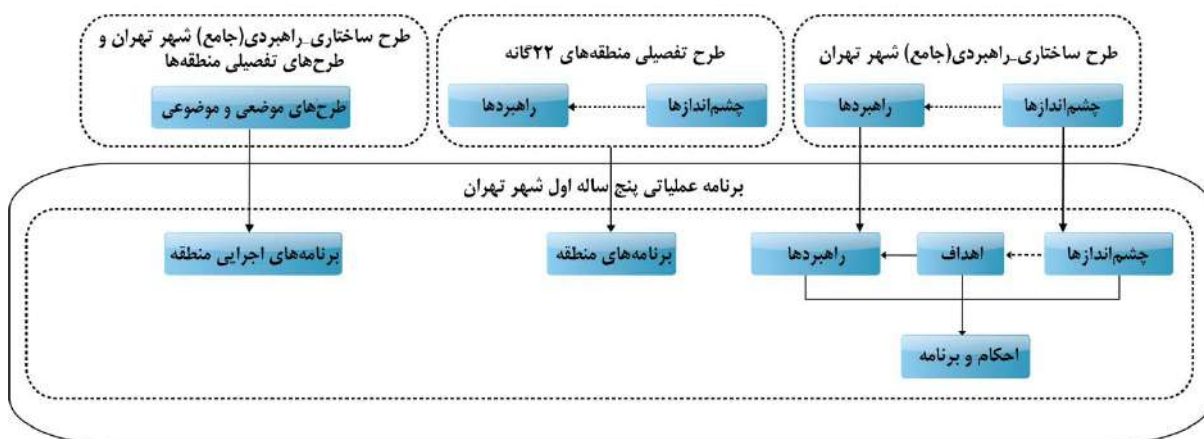 طرح ساختاری_راهبردی(جامع) شهر تهران
چشم‌اندازها
راهبردها
طرح تفصیلی منطقه‌های ۲۲گانه
چشم‌اندازها
راهبردها
طرح ساختاری_راهبردی(جامع) شهر تهران و
طرح‌های تفصیلی منطقه‌ها
طرح‌های موضعی و موضوعی
برنامه عملیاتی پنج ساله اول شهر تهران
چشم‌اندازها
اهداف
راهبردها
برنامه‌های منطقه
برنامه‌های اجرایی منطقه
احکام و برنامه